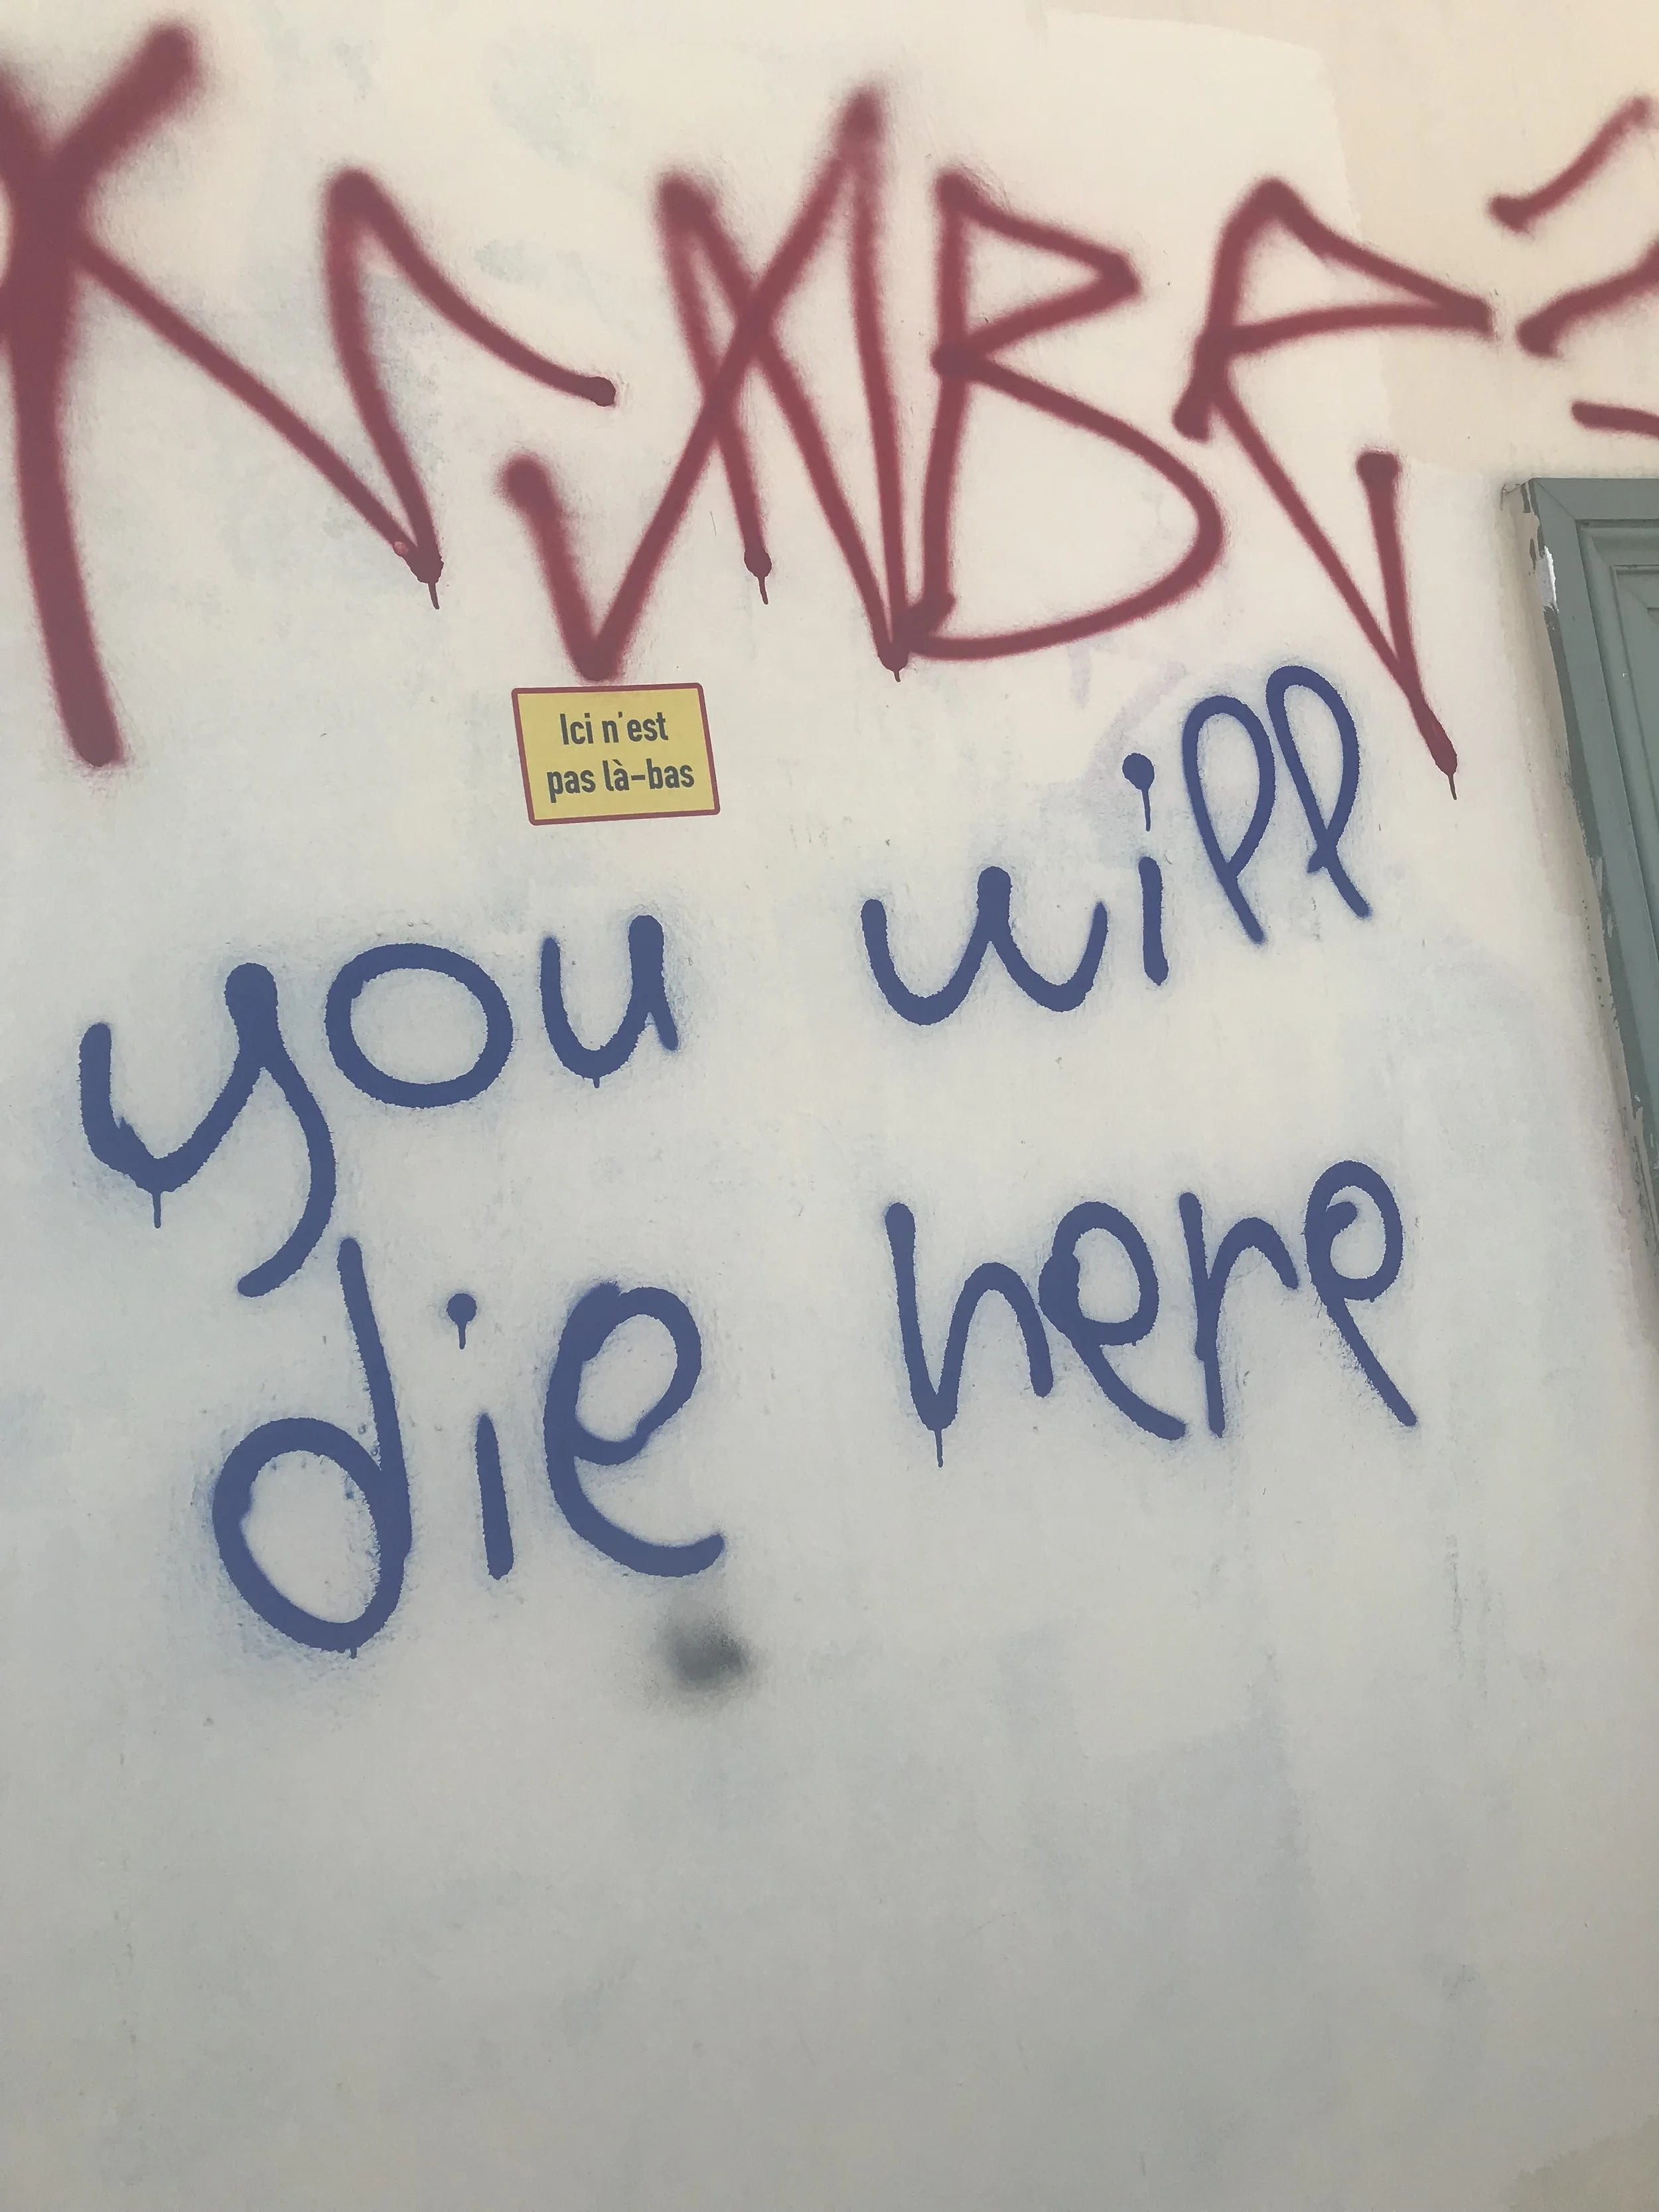 Ici n'est
pas là-bas
you will
die here